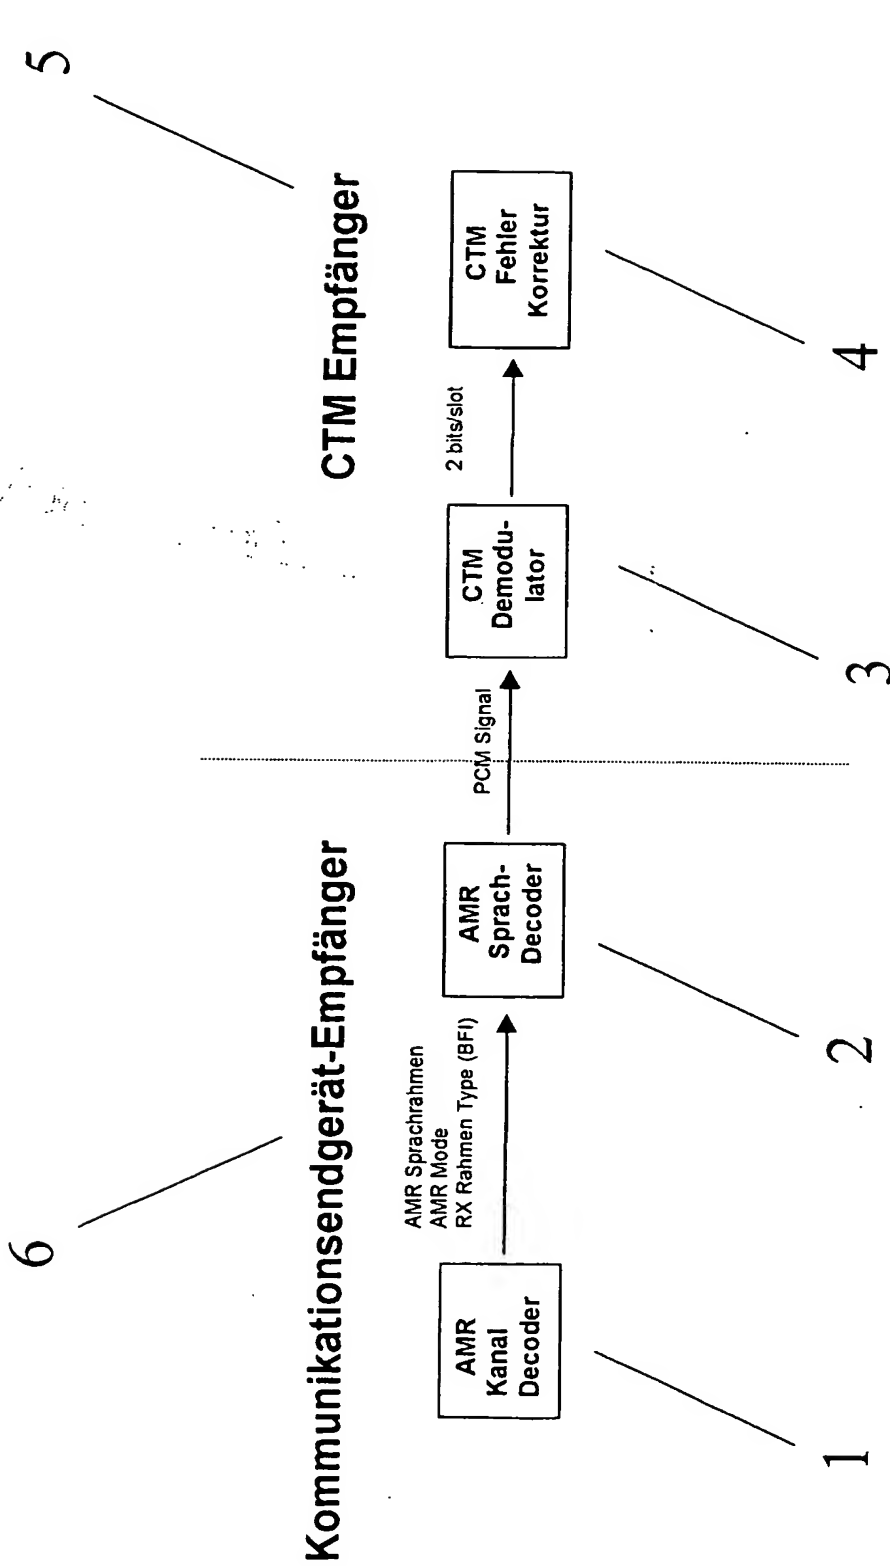 Kommunikationsendgerät-Empfänger
CTM Empfänger
6
5
AMR
Kanal
Decoder
AMR Sprachrahmen
AMR Mode
RX Rahmen Type (BFI)
AMR
Sprach-
Decoder
PCM Signal
CTM
Demodu-
lator
2 bits/slot
CTM
Fehler
Korrektur
1
2
3
4